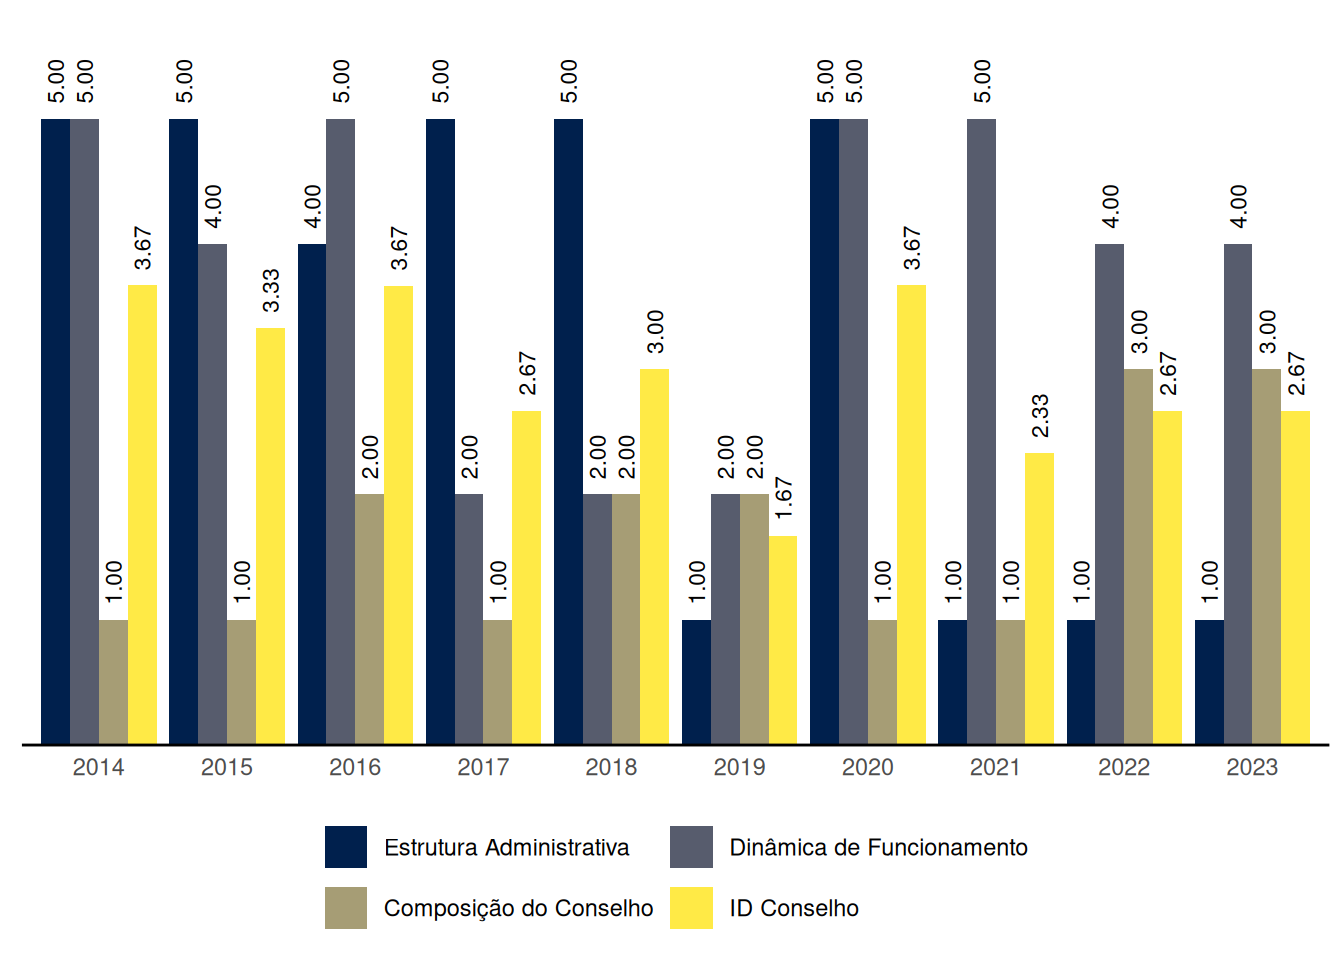 5.00 5.00 1.00 3.67
5.00 4.00 1.00 3.33
4.00 5.00 2.00 3.67
5.00 2.00 1.00 2.67
5.00 2.00 2.00 3.00
1.00 2.00 2.00 1.67
5.00 5.00 1.00 3.67
1.00 5.00 1.00 2.33
1.00 4.00 3.00 2.67
1.00 4.00 3.00 2.67
2014 2015 2016 2017 2018 2019 2020 2021 2022 2023
Estrutura Administrativa Dinâmica de Funcionamento
Composição do Conselho ID Conselho